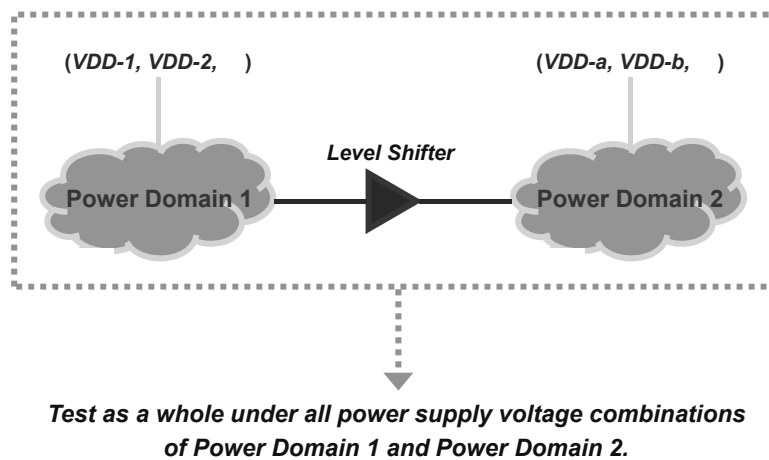 (VDD-1, VDD-2, )
(VDD-a, VDD-b, )
Level Shifter
Power Domain 1
Power Domain 2
Test as a whole under all power supply voltage combinations
of Power Domain 1 and Power Domain 2.